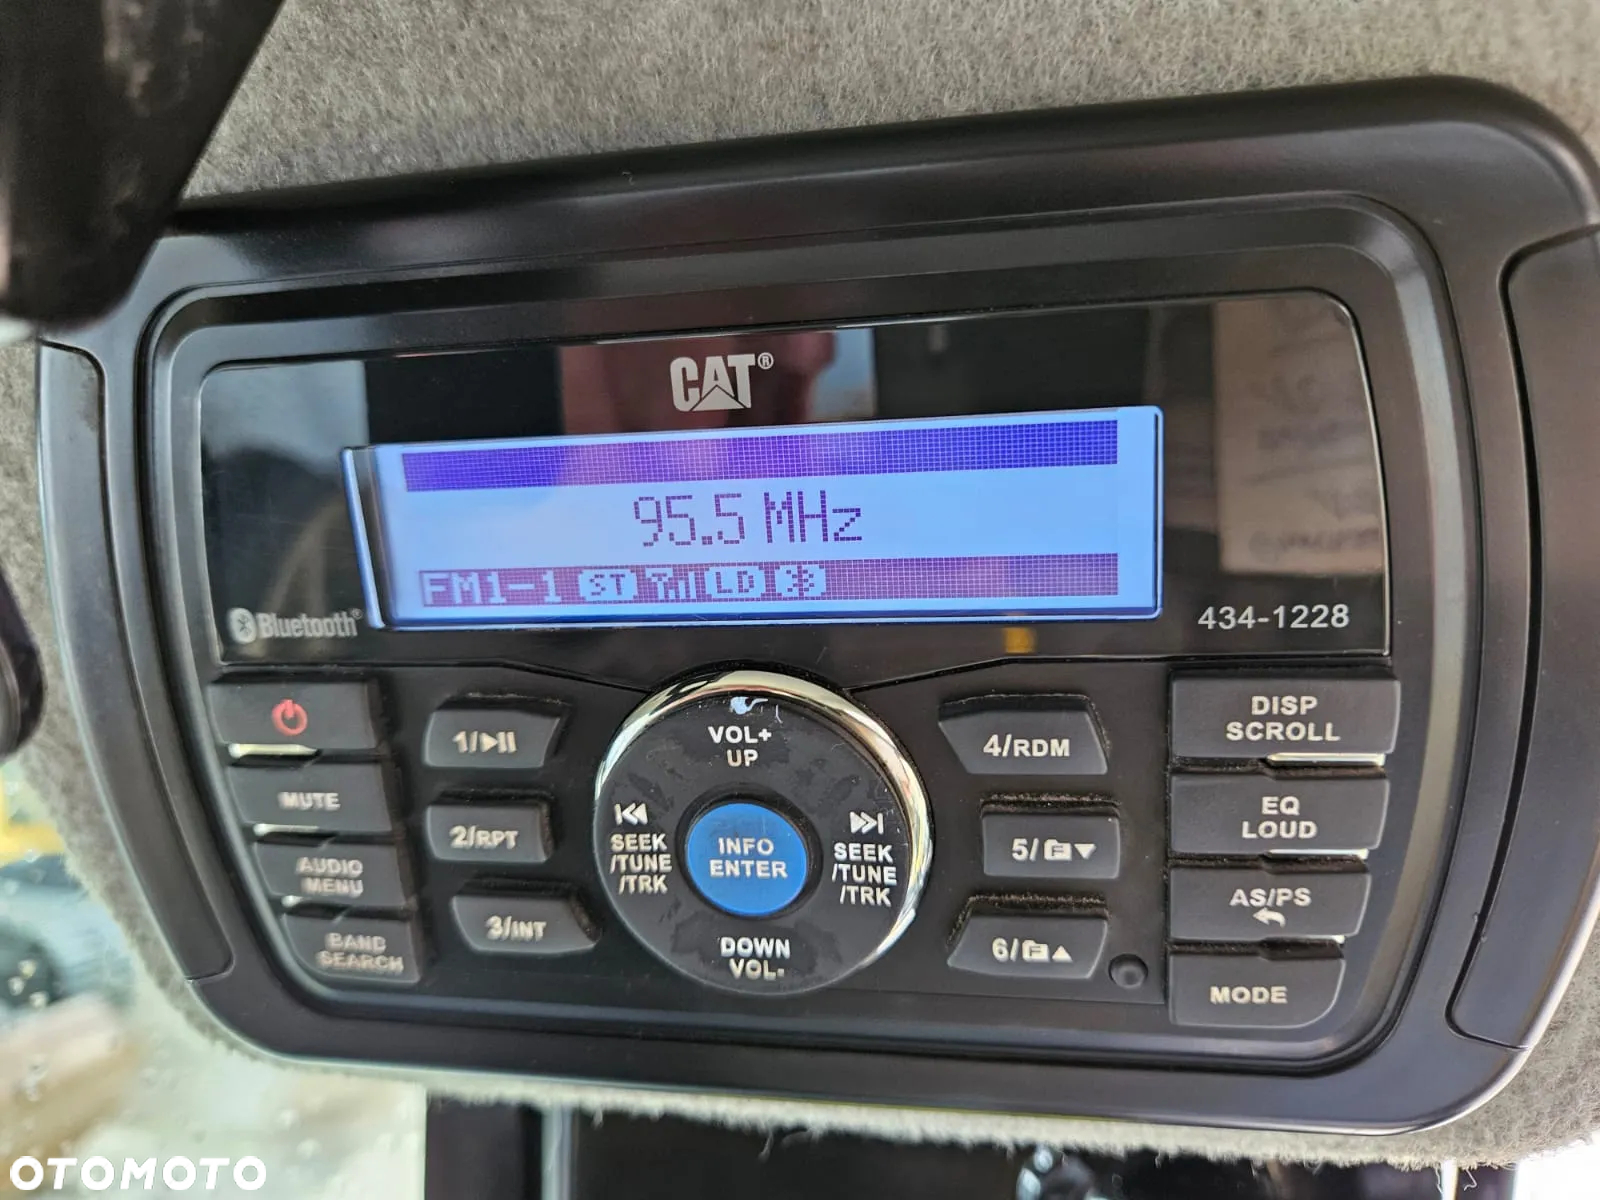 CAT®
95.5 MHz
FM1-1 ST LD
Bluetooth®
434-1228
1/
2/RPT
3/INT
MUTE
AUDIO
MENU
BAND
SEARCH
VOL+
UP
SEEK
/TUNE
/TRK
INFO
ENTER
SEEK
/TUNE
/TRK
DOWN
VOL-
4/RDM
5/
6/
DISP
SCROLL
EQ
LOUD
AS/PS
MODE
OTOMOTO